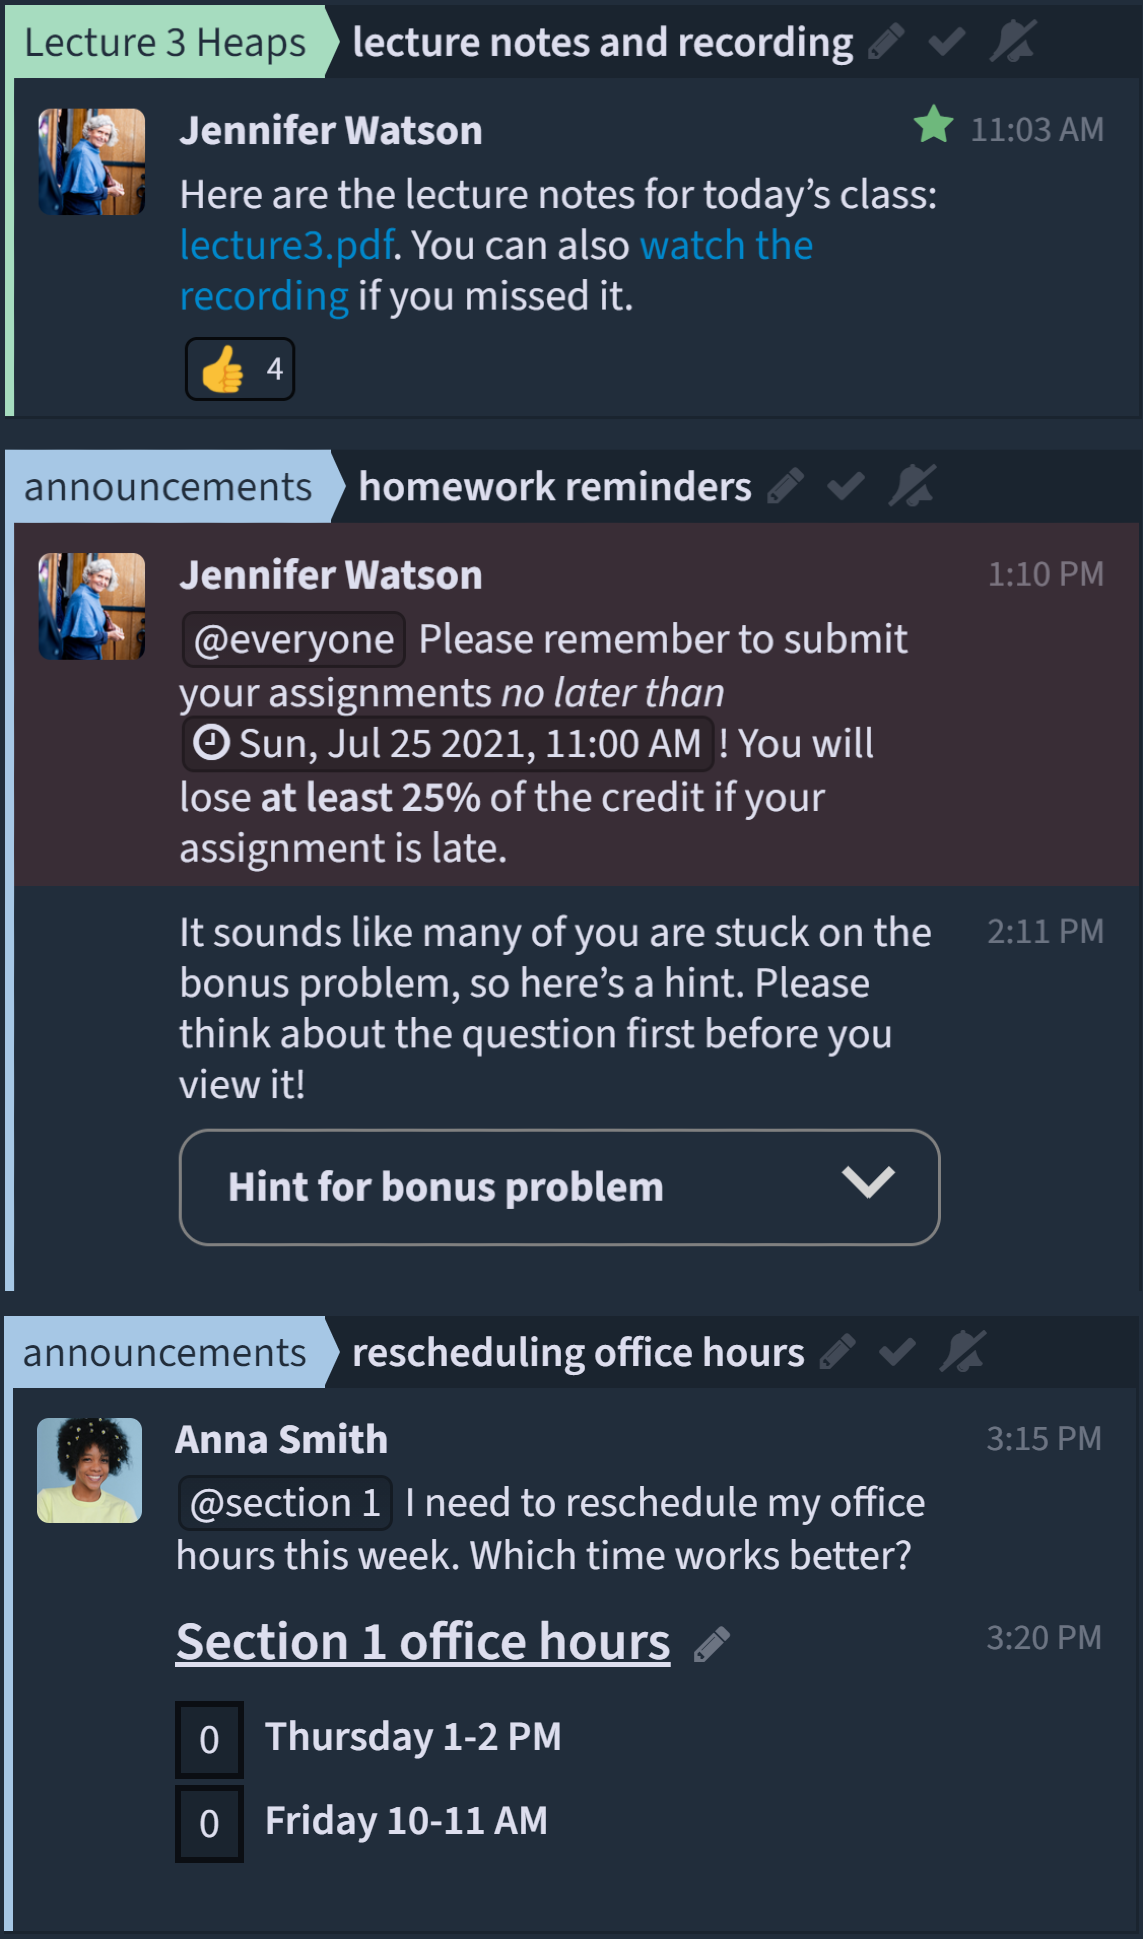 Lecture 3 Heaps lecture notes and recording
Jennifer Watson 11:03 AM
Here are the lecture notes for today’s class:
lecture3.pdf. You can also watch the
recording if you missed it.
👍 4
announcements homework reminders
Jennifer Watson 1:10 PM
@everyone Please remember to submit
your assignments no later than
Sun, Jul 25 2021, 11:00 AM ! You will
lose at least 25% of the credit if your
assignment is late.
It sounds like many of you are stuck on the 2:11 PM
bonus problem, so here’s a hint. Please
think about the question first before you
view it!
Hint for bonus problem
announcements rescheduling office hours
Anna Smith 3:15 PM
@section 1 I need to reschedule my office
hours this week. Which time works better?
Section 1 office hours 3:20 PM
0 Thursday 1-2 PM
0 Friday 10-11 AM